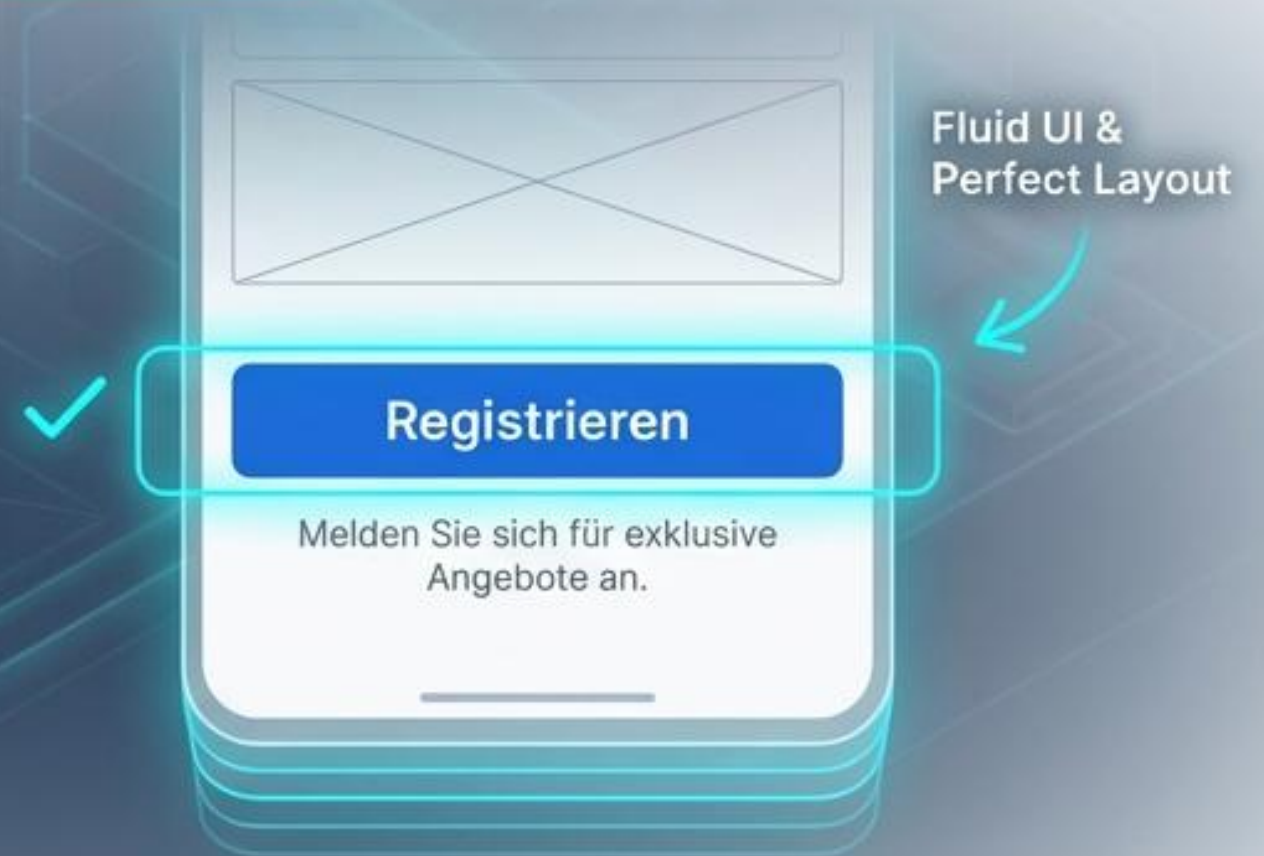 Fluid UI &
Perfect Layout
Registrieren
Melden Sie sich für exklusive
Angebote an.